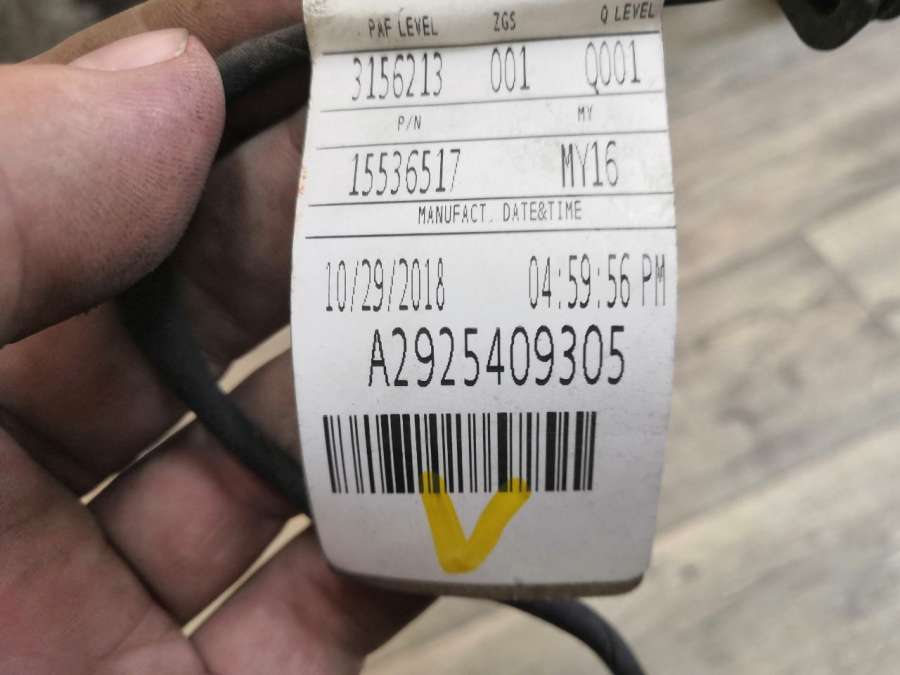 PAF LEVEL ZGS Q LEVEL
3156213 001 Q001
P/N MY
15536517 MY16
MANUFACT. DATE&TIME
10/29/2018 04:59:56 PM
A2925409305
V